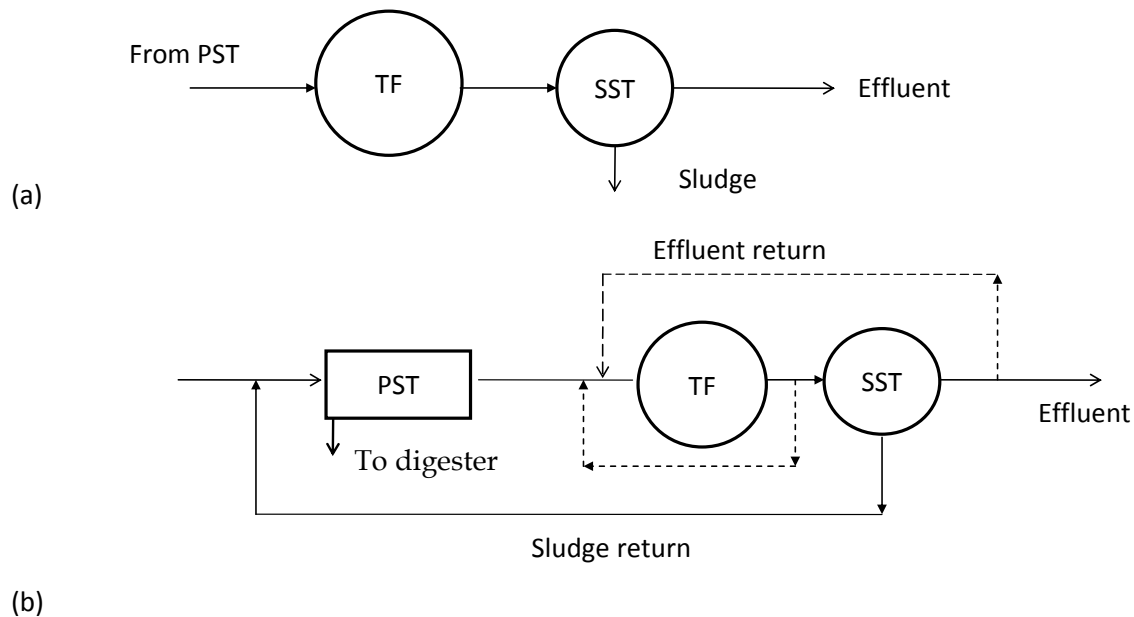 From PST
TF
SST
Effluent
Sludge
(a)
Effluent return
PST
TF
SST
Effluent
To digester
Sludge return
(b)